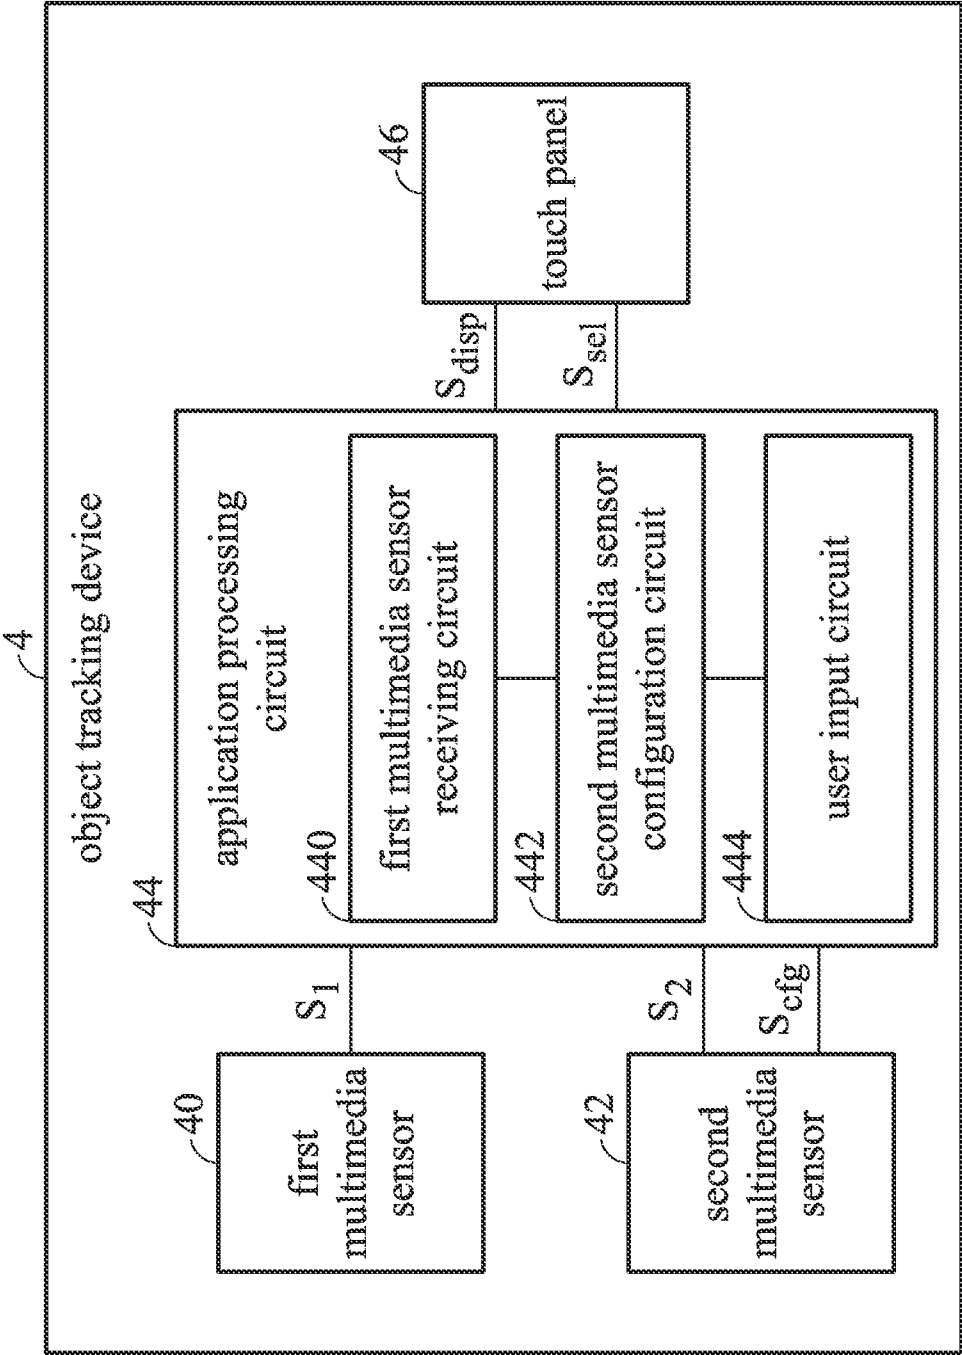 4
object tracking device
44
application processing
circuit
40
first
multimedia
sensor
S1
440
first multimedia sensor
receiving circuit
Sdisp
46
touch panel
Ssel
442
second multimedia sensor
configuration circuit
42
second
multimedia
sensor
S2
Scfg
444
user input circuit